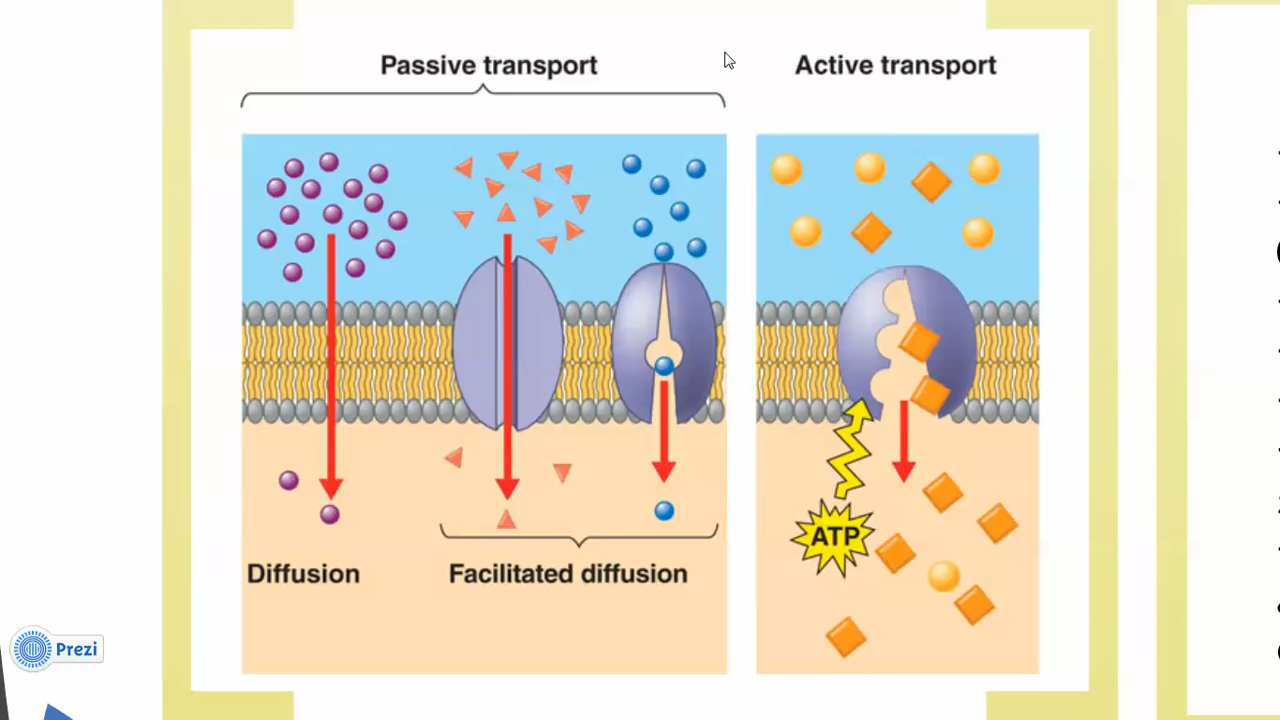 Passive transport
Active transport
ATP
Diffusion
Facilitated diffusion
Prezi